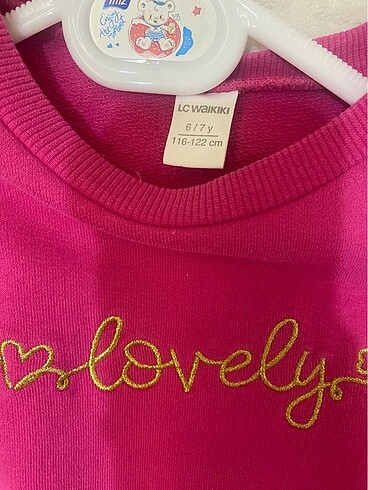 LC WAIKIKI
6/7 y
116-122 cm
lovely